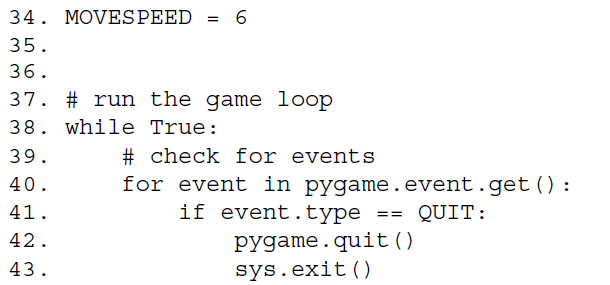 34. MOVESPEED = 6
35.
36.
37. # run the game loop
38. while True:
39.     # check for events
40.     for event in pygame.event.get():
41.         if event.type == QUIT:
42.             pygame.quit()
43.             sys.exit()